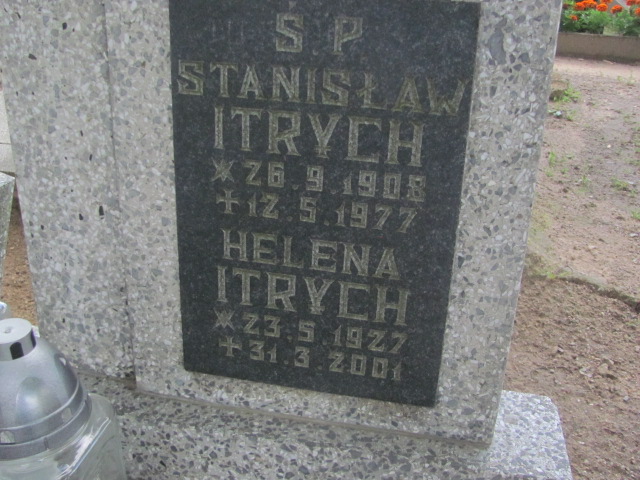 Ś P
STANISŁAW
ITRYCH
* 26.9.1908
+ 12.5.1977
HELENA
ITRYCH
* 23.5.1927
+ 31.3.2001